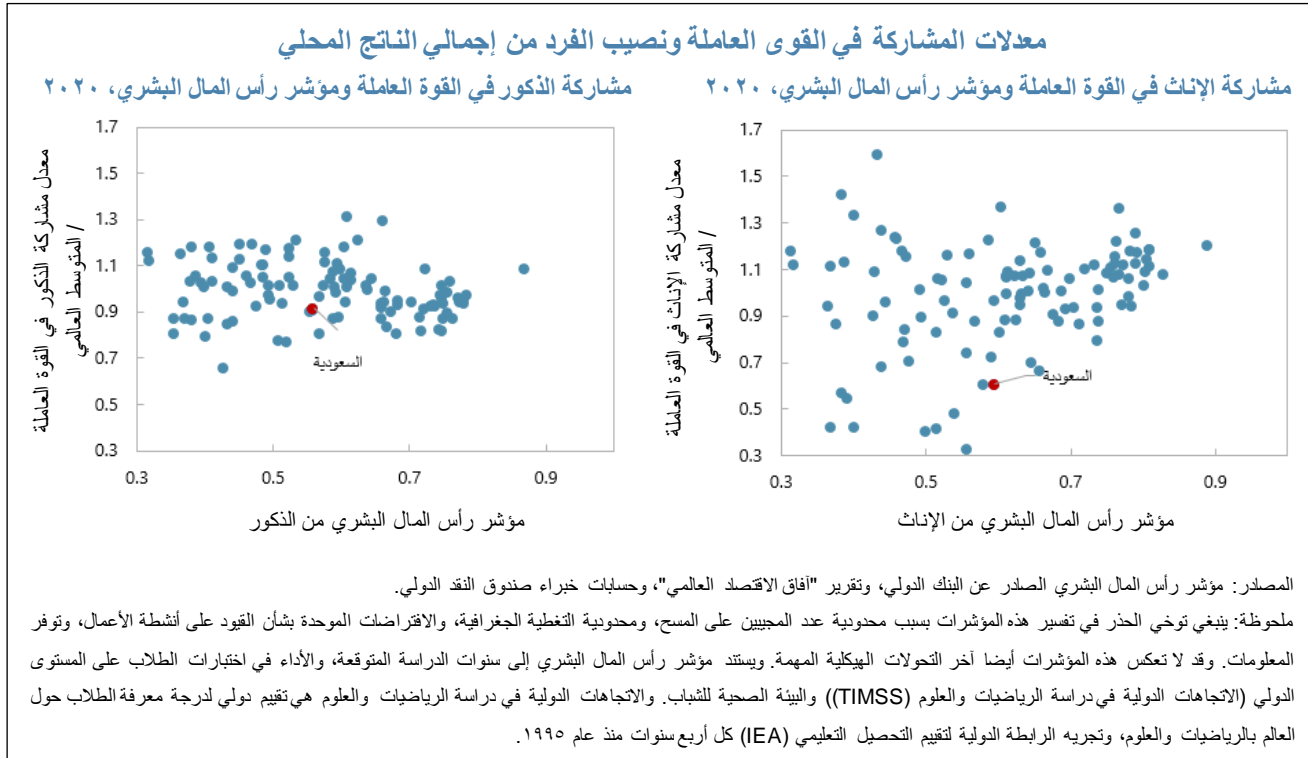 معدلات المشاركة في القوى العاملة ونصيب الفرد من إجمالي الناتج المحلي
مشاركة الإناث في القوة العاملة ومؤشر رأس المال البشري، ٢٠٢٠
مشاركة الذكور في القوة العاملة ومؤشر رأس المال البشري، ٢٠٢٠
معدل مشاركة الإناث في القوة العاملة
/ المتوسط العالمي
1.7
1.5
1.3
1.1
0.9
0.7
0.5
0.3
السعودية
0.3 0.5 0.7 0.9
مؤشر رأس المال البشري من الإناث
معدل مشاركة الذكور في القوة العاملة
/ المتوسط العالمي
1.7
1.5
1.3
1.1
0.9
0.7
0.5
0.3
السعودية
0.3 0.5 0.7 0.9
مؤشر رأس المال البشري من الذكور
المصادر: مؤشر رأس المال البشري الصادر عن البنك الدولي، وتقرير "آفاق الاقتصاد العالمي"، وحسابات خبراء صندوق النقد الدولي.
ملحوظة: ينبغي توخي الحذر في تفسير هذه المؤشرات بسبب محدودية عدد المجيبين على المسح، ومحدودية التغطية الجغرافية، والافتراضات الموحدة بشأن القيود على أنشطة الأعمال، وتوفر
المعلومات. وقد لا تعكس هذه المؤشرات أيضا آخر التحولات الهيكلية المهمة. ويستند مؤشر رأس المال البشري إلى سنوات الدراسة المتوقعة، والأداء في اختبارات الطلاب على المستوى
الدولي (الاتجاهات الدولية في دراسة الرياضيات والعلوم (TIMSS)) والبيئة الصحية للشباب. والاتجاهات الدولية في دراسة الرياضيات والعلوم هي تقييم دولي لدرجة معرفة الطلاب حول
العالم بالرياضيات والعلوم، وتجريه الرابطة الدولية لتقييم التحصيل التعليمي (IEA) كل أربع سنوات منذ عام ١٩٩٥.